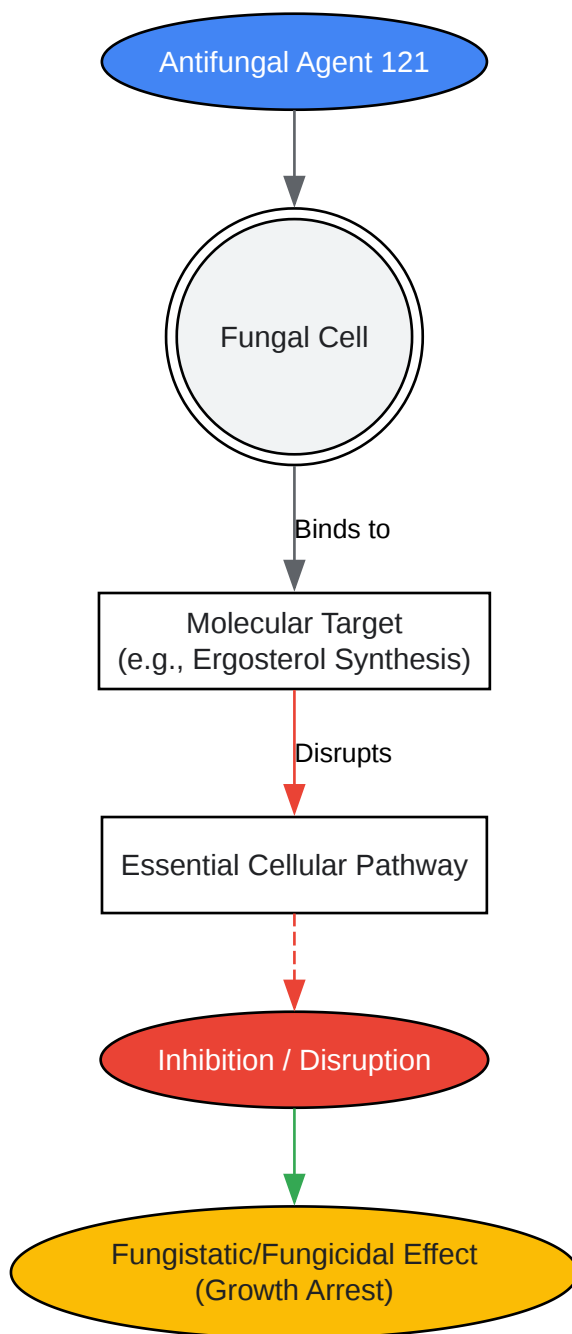 Antifungal Agent 121
Fungal Cell
Binds to
Molecular Target
(e.g., Ergosterol Synthesis)
Disrupts
Essential Cellular Pathway
Inhibition / Disruption
Fungistatic/Fungicidal Effect
(Growth Arrest)